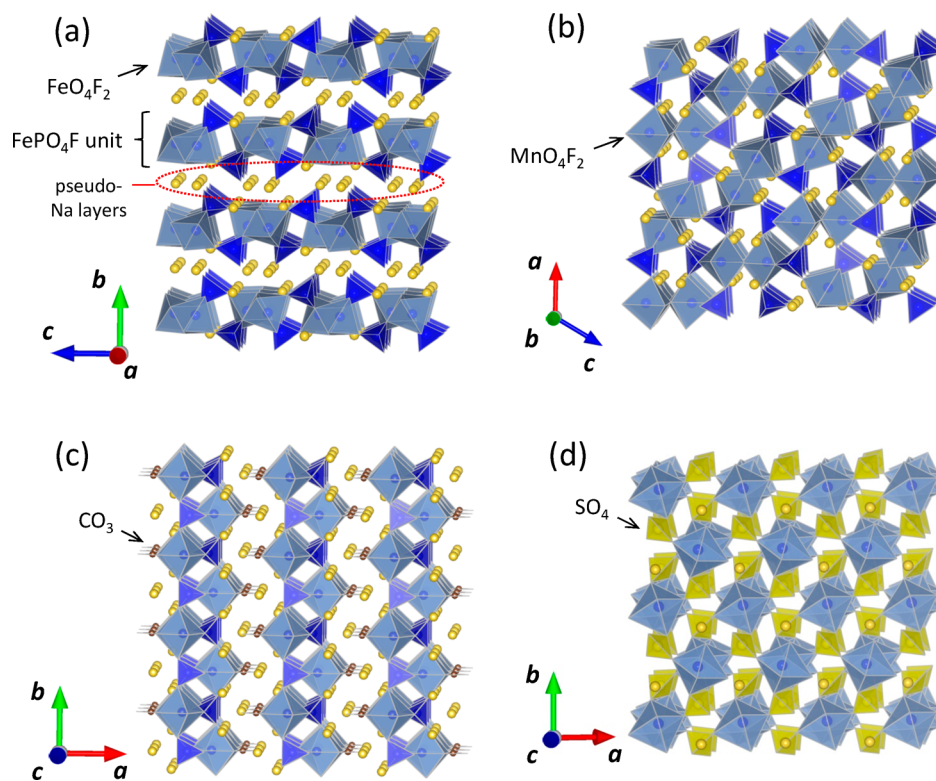 (a)
FeO4F2
FePO4F unit
pseudo-
Na layers
b
c
a
(b)
MnO4F2
a
b
c
(c)
CO3
b
c
a
(d)
SO4
b
c
a